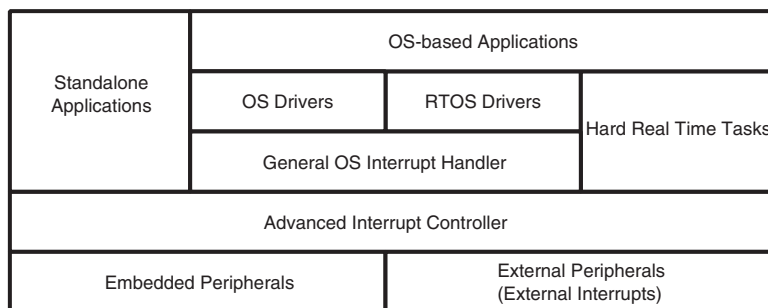 OS-based Applications
Standalone
Applications
OS Drivers
RTOS Drivers
Hard Real Time Tasks
General OS Interrupt Handler
Advanced Interrupt Controller
Embedded Peripherals
External Peripherals
(External Interrupts)